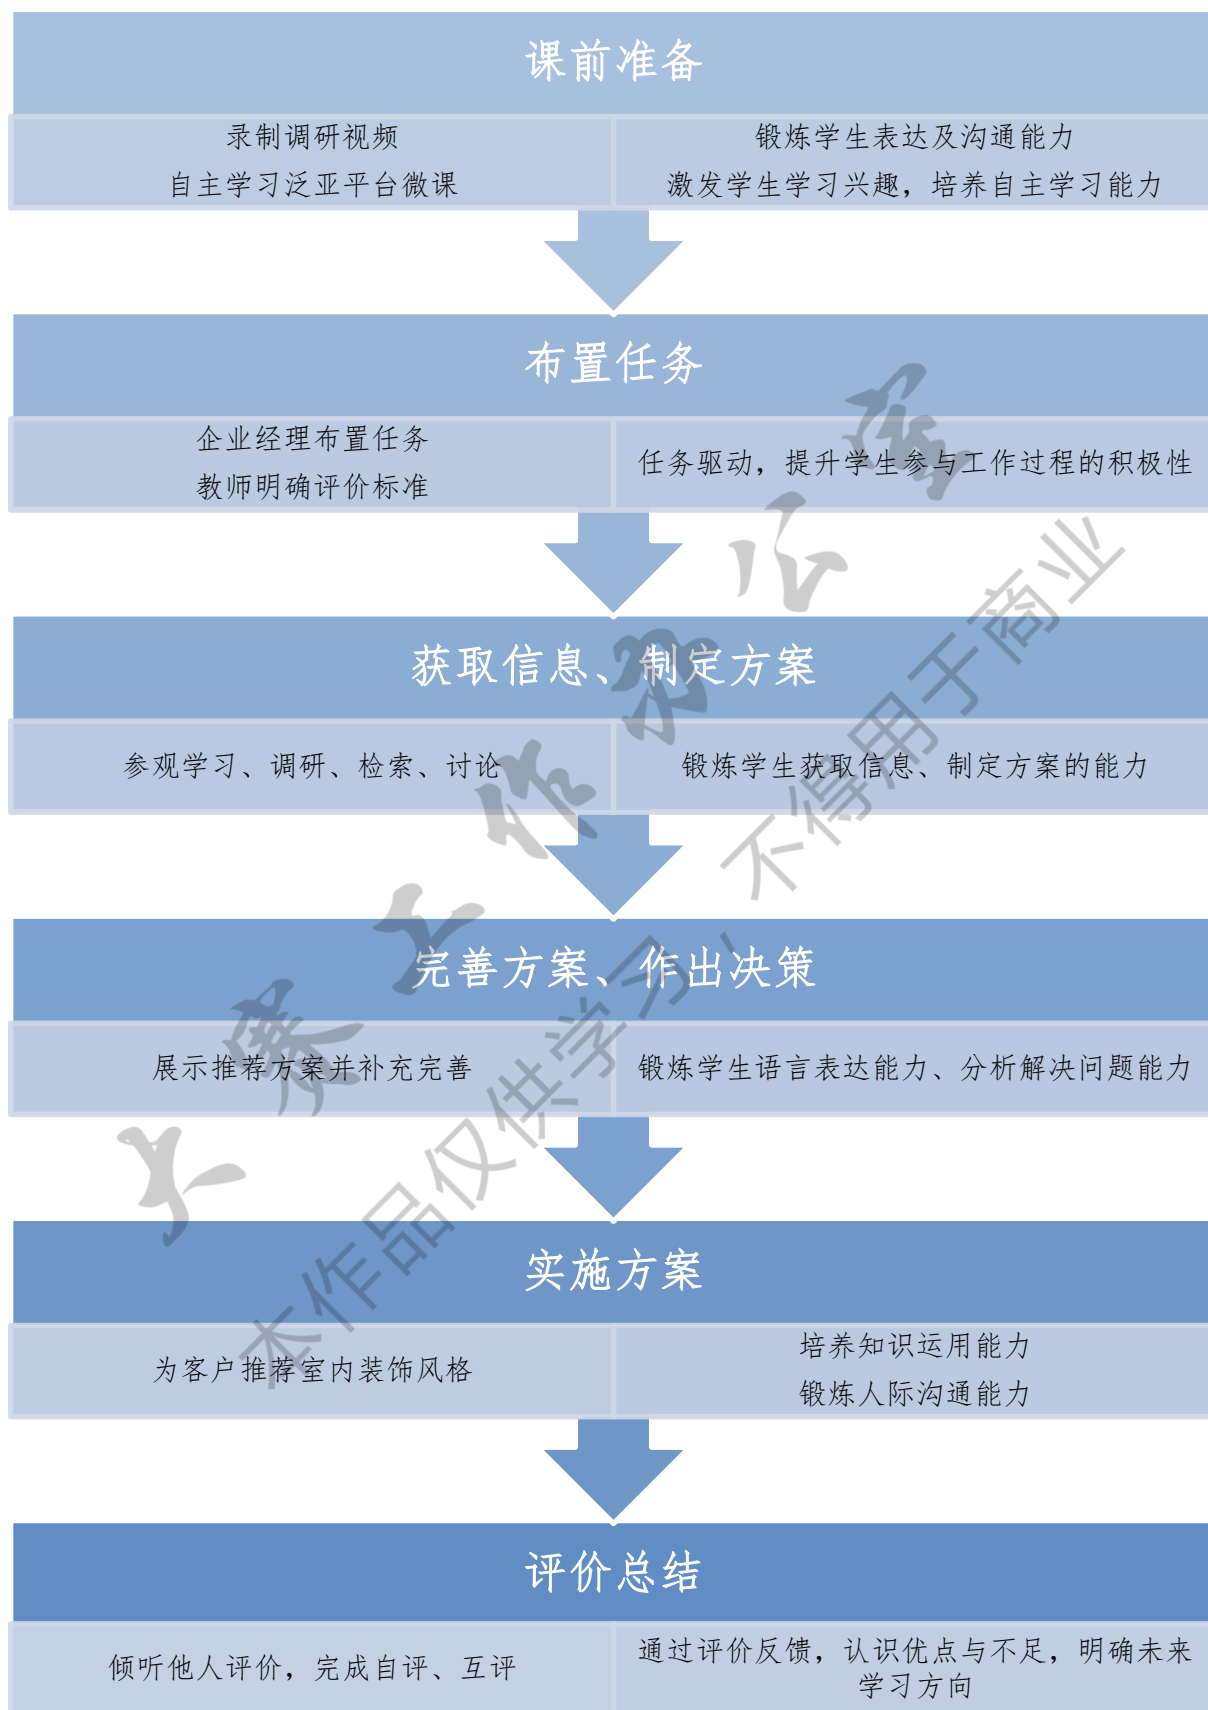 课前准备
录制调研视频
自主学习泛亚平台微课
锻炼学生表达及沟通能力
激发学生学习兴趣，培养自主学习能力
布置任务
企业经理布置任务
教师明确评价标准
任务驱动，提升学生参与工作过程的积极性
获取信息、制定方案
参观学习、调研、检索、讨论
锻炼学生获取信息、制定方案的能力
完善方案、作出决策
展示推荐方案并补充完善
锻炼学生语言表达能力、分析解决问题能力
实施方案
为客户推荐室内装饰风格
培养知识运用能力
锻炼人际沟通能力
评价总结
倾听他人评价，完成自评、互评
通过评价反馈，认识优点与不足，明确未来
学习方向
大赛工作办公室
本作品仅供学习，不得用于商业